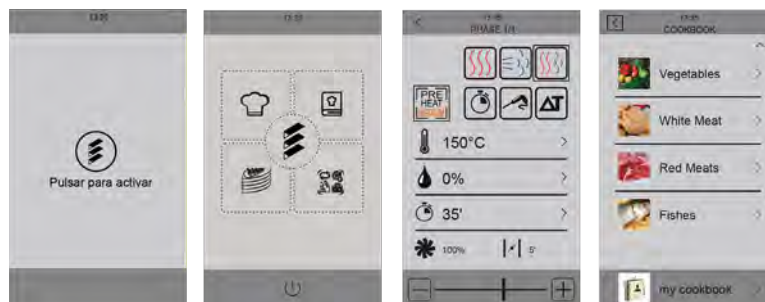 Pulsar para activar
PHASE 1/1
PRE
HEAT
150°C
0%
35'
100%
5'
COOKBOOK
Vegetables
White Meat
Red Meats
Fishes
my cookbook